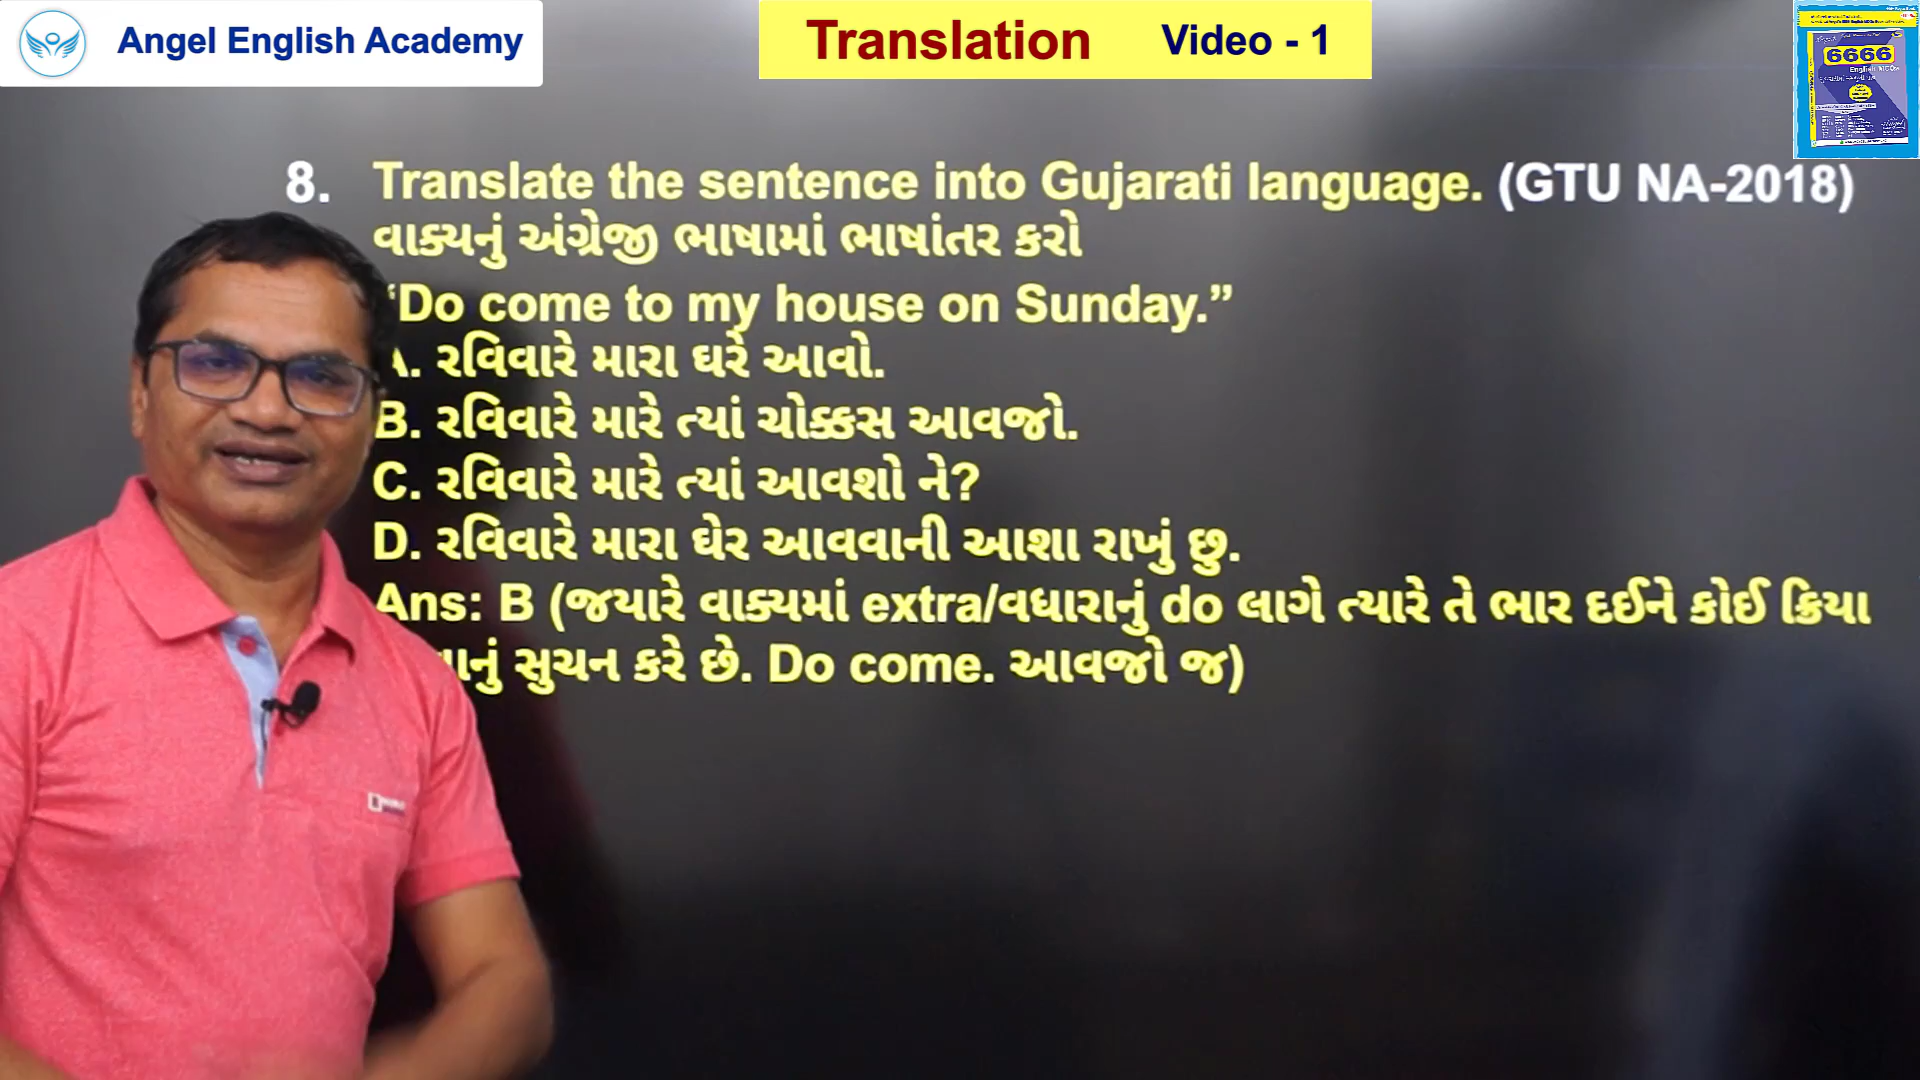 Angel English Academy
Translation Video - 1
6666
8. Translate the sentence into Gujarati language. (GTU NA-2018)
વાક્યનું અંગ્રેજી ભાષામાં ભાષાંતર કરો
“Do come to my house on Sunday.”
A. રવિવારે મારા ઘરે આવો.
B. રવિવારે મારે ત્યાં ચોક્કસ આવજો.
C. રવિવારે મારે ત્યાં આવશો ને?
D. રવિવારે મારા ઘેર આવવાની આશા રાખું છુ.
Ans: B (જયારે વાક્યમાં extra/વધારાનું do લાગે ત્યારે તે ભાર દઈને કોઈ ક્રિયા
સુચન કરે છે. Do come. આવજો જ)